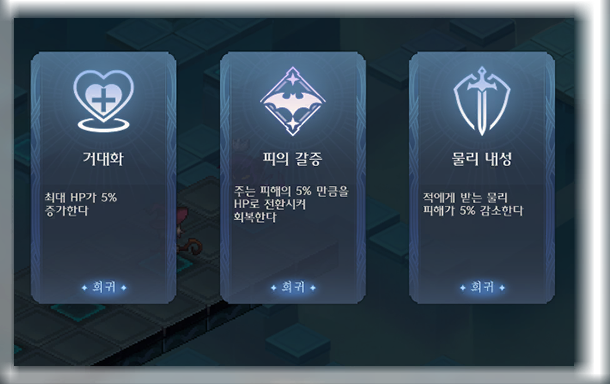 거대화
최대 HP가 5%
증가한다
회귀
피의 갈증
주는 피해의 5% 만큼을
HP로 전환시켜
회복한다
회귀
물리 내성
적에게 받는 물리
피해가 5% 감소한다
회귀